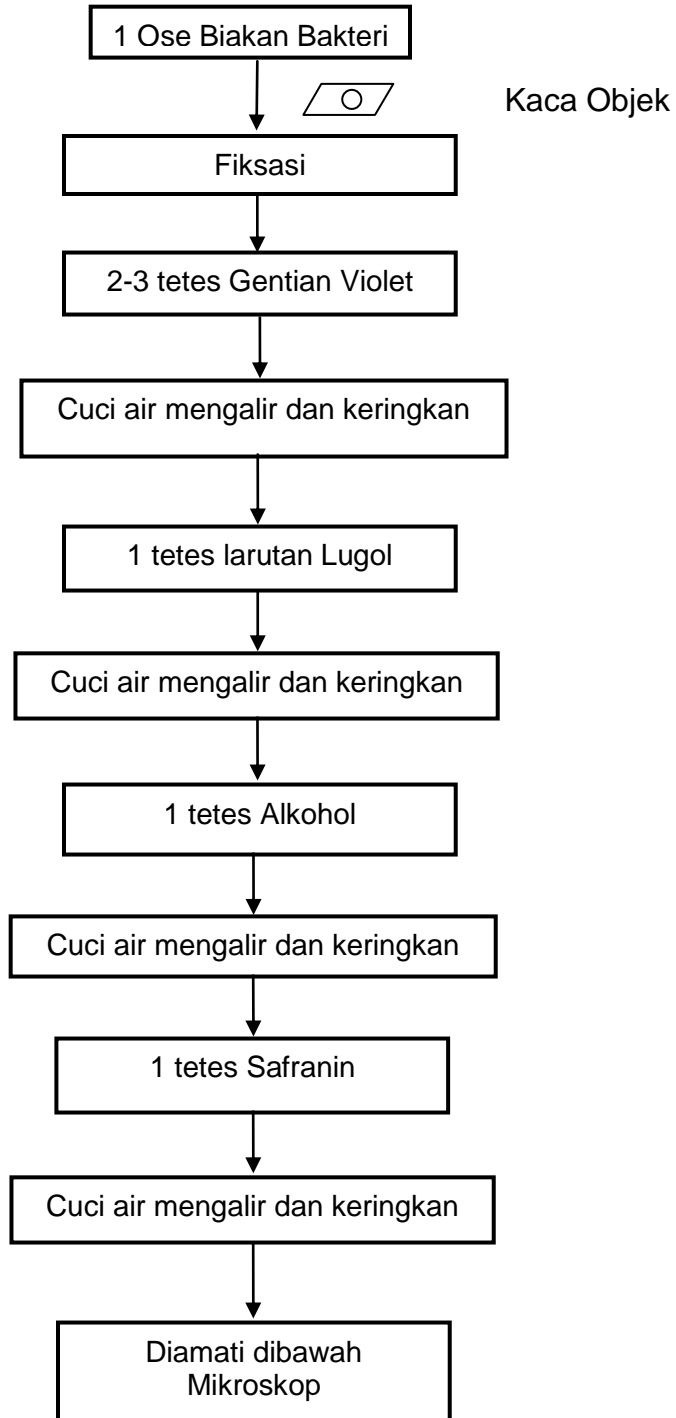 1 Ose Biakan Bakteri
Kaca Objek
Fiksasi
2-3 tetes Gentian Violet
Cuci air mengalir dan keringkan
1 tetes larutan Lugol
Cuci air mengalir dan keringkan
1 tetes Alkohol
Cuci air mengalir dan keringkan
1 tetes Safranin
Cuci air mengalir dan keringkan
Diamati dibawah
Mikroskop